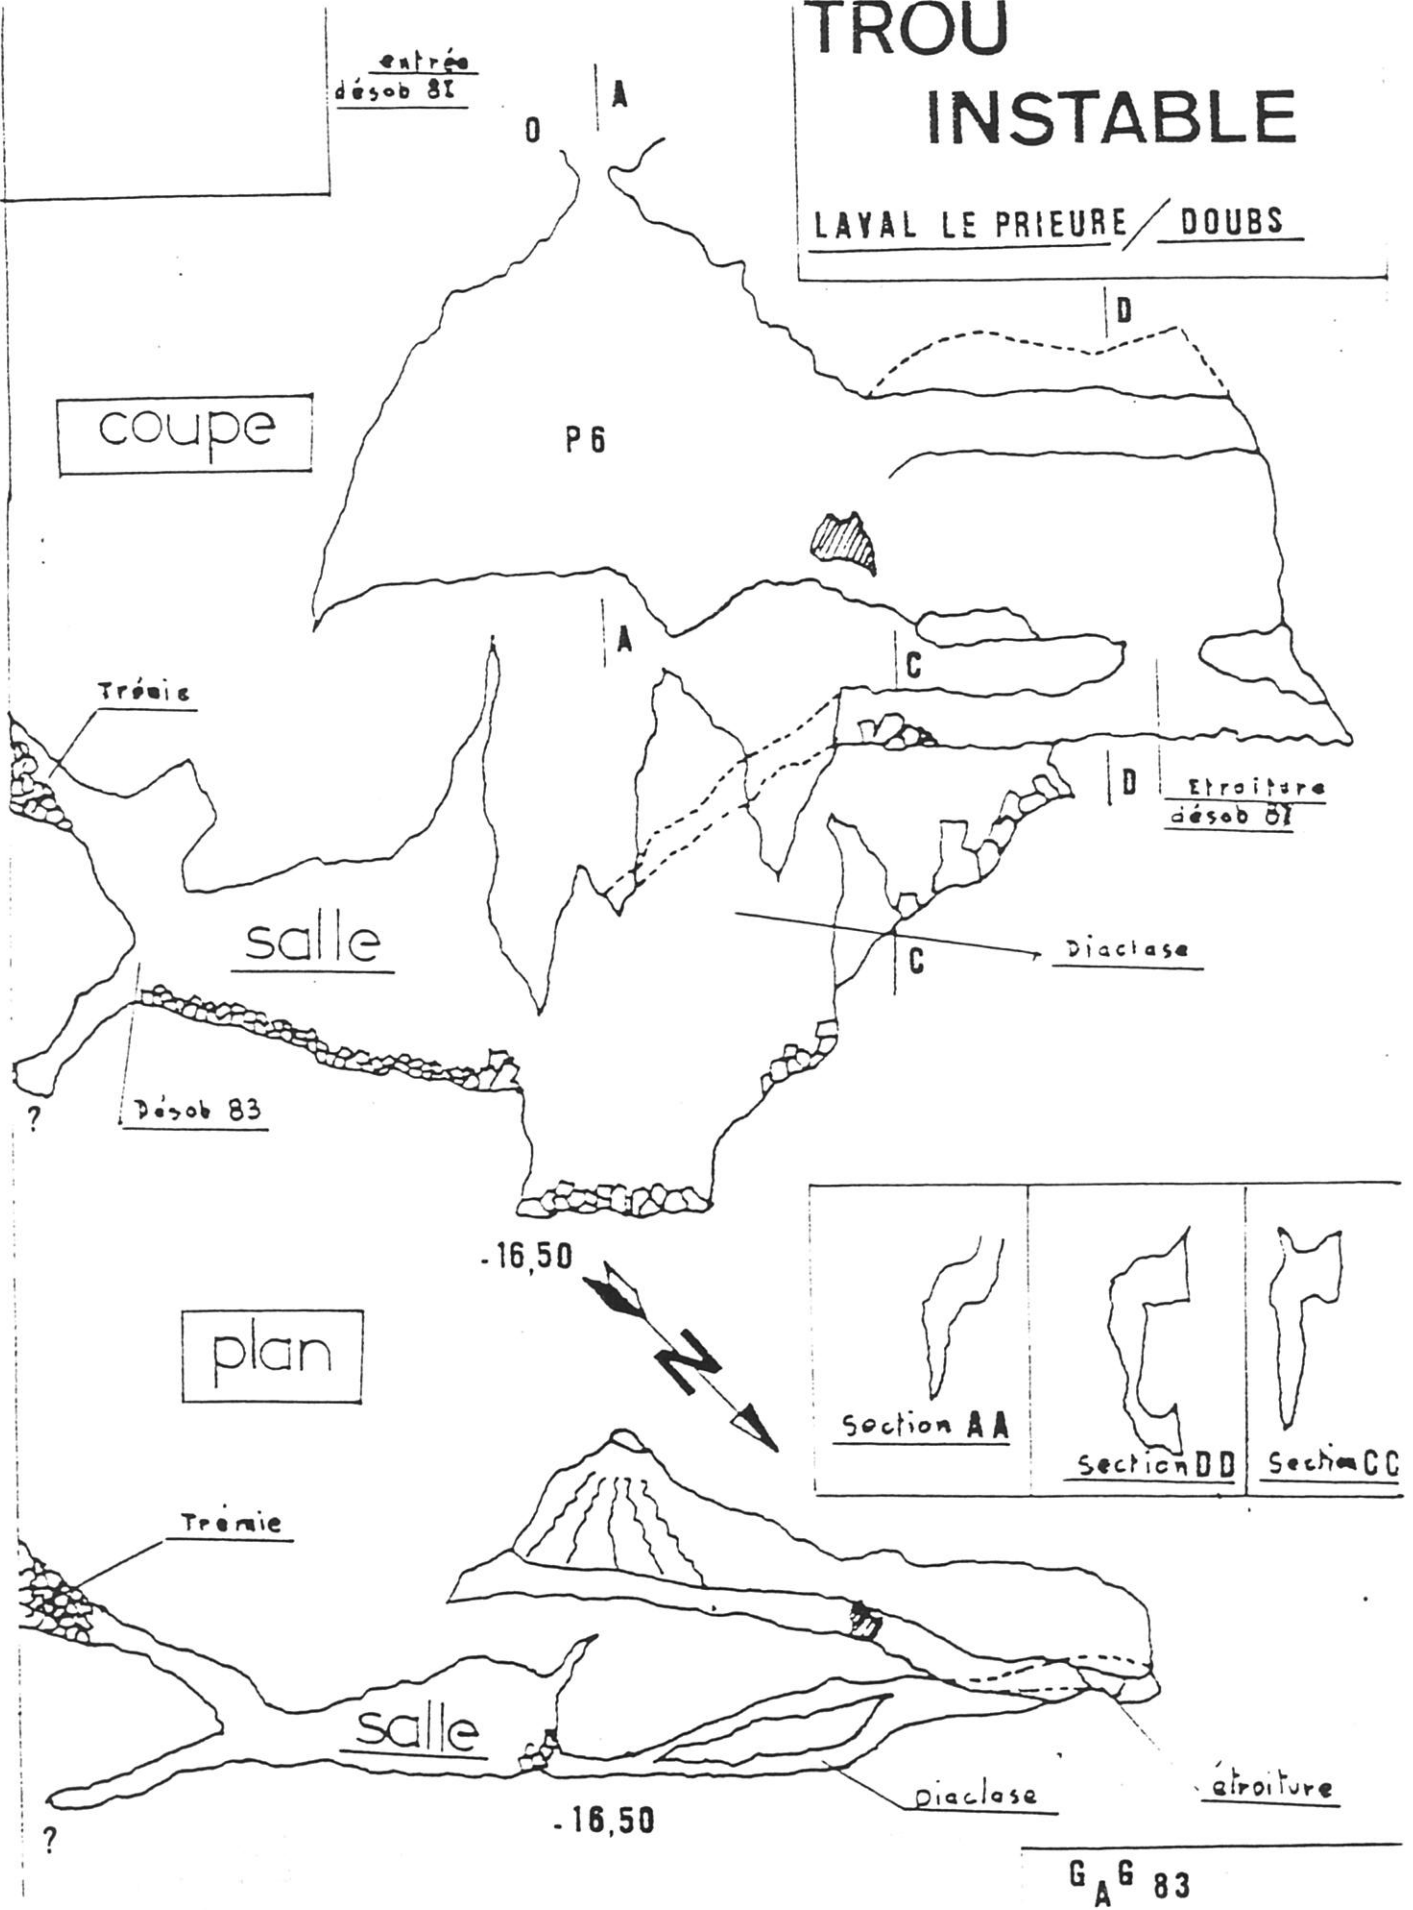 TROU
INSTABLE
LAVAL LE PRIEURE / DOUBS
entrée
désob 81
O
A
D
coupe
P6
A
C
Trémie
D
Etroiture
désob 81
salle
Diaclase
C
Désob 83
?
-16,50
N
plan
Section AA
Section DD
Section CC
Trémie
salle
Diaclase
étroiture
-16,50
?
GAG 83